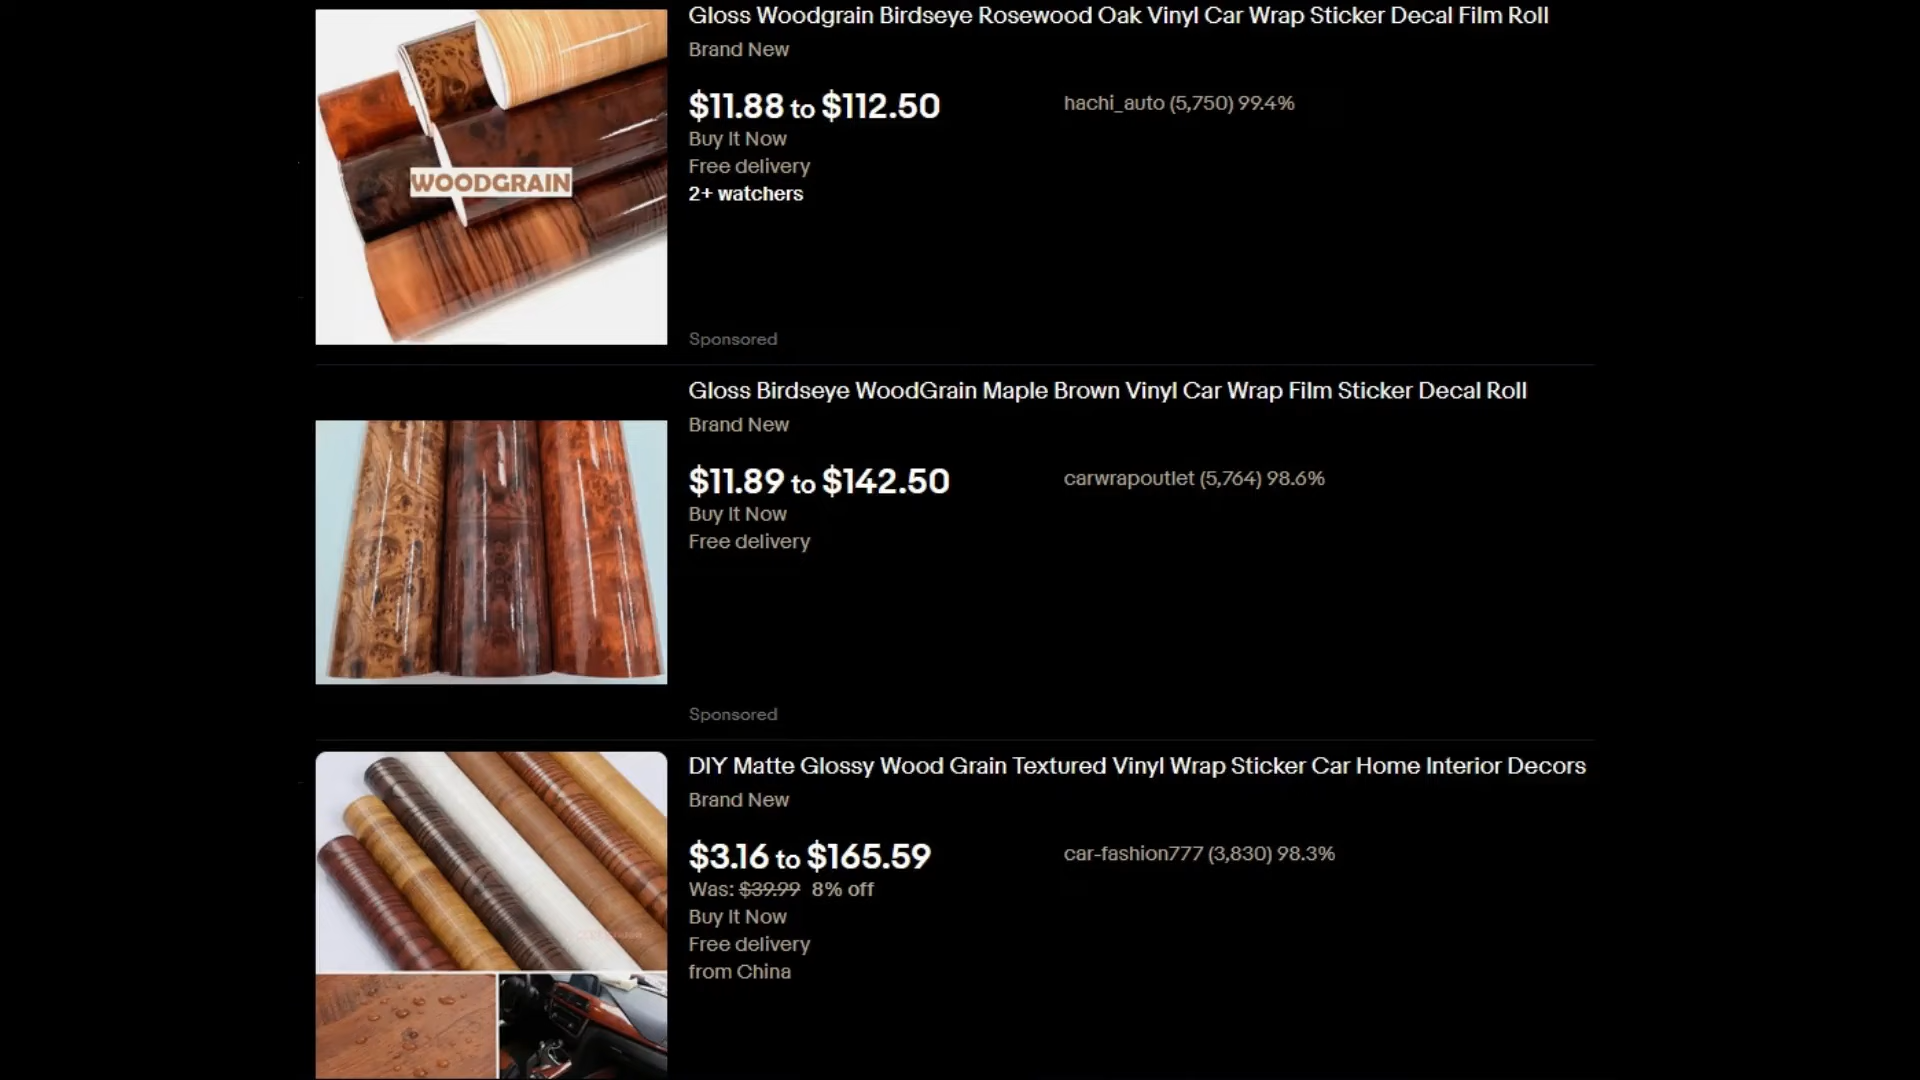 Gloss Woodgrain Birdseye Rosewood Oak Vinyl Car Wrap Sticker Decal Film Roll
Brand New
$11.88 to $112.50
hachi_auto (5,750) 99.4%
Buy It Now
Free delivery
2+ watchers
WOODGRAIN
Sponsored
Gloss Birdseye WoodGrain Maple Brown Vinyl Car Wrap Film Sticker Decal Roll
Brand New
$11.89 to $142.50
carwrapoutlet (5,764) 98.6%
Buy It Now
Free delivery
Sponsored
DIY Matte Glossy Wood Grain Textured Vinyl Wrap Sticker Car Home Interior Decors
Brand New
$3.16 to $165.59
car-fashion777 (3,830) 98.3%
Was: $39.99 8% off
Buy It Now
Free delivery
from China